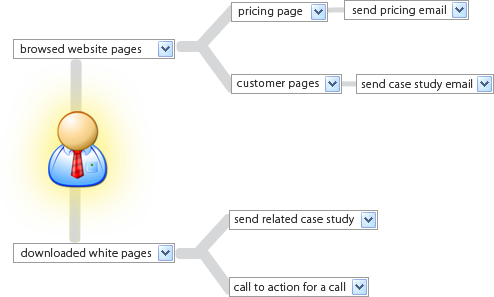 pricing page
send pricing email
browsed website pages
customer pages
send case study email
send related case study
downloaded white pages
call to action for a call